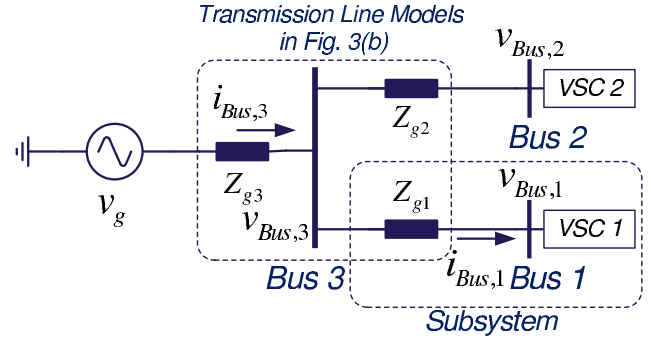 Transmission Line Models
in Fig. 3(b)
v_Bus,2
i_Bus,3
VSC 2
Z_g2
Bus 2
Z_g3
v_g
Z_g1
v_Bus,1
v_Bus,3
VSC 1
Bus 3
i_Bus,1
Bus 1
Subsystem